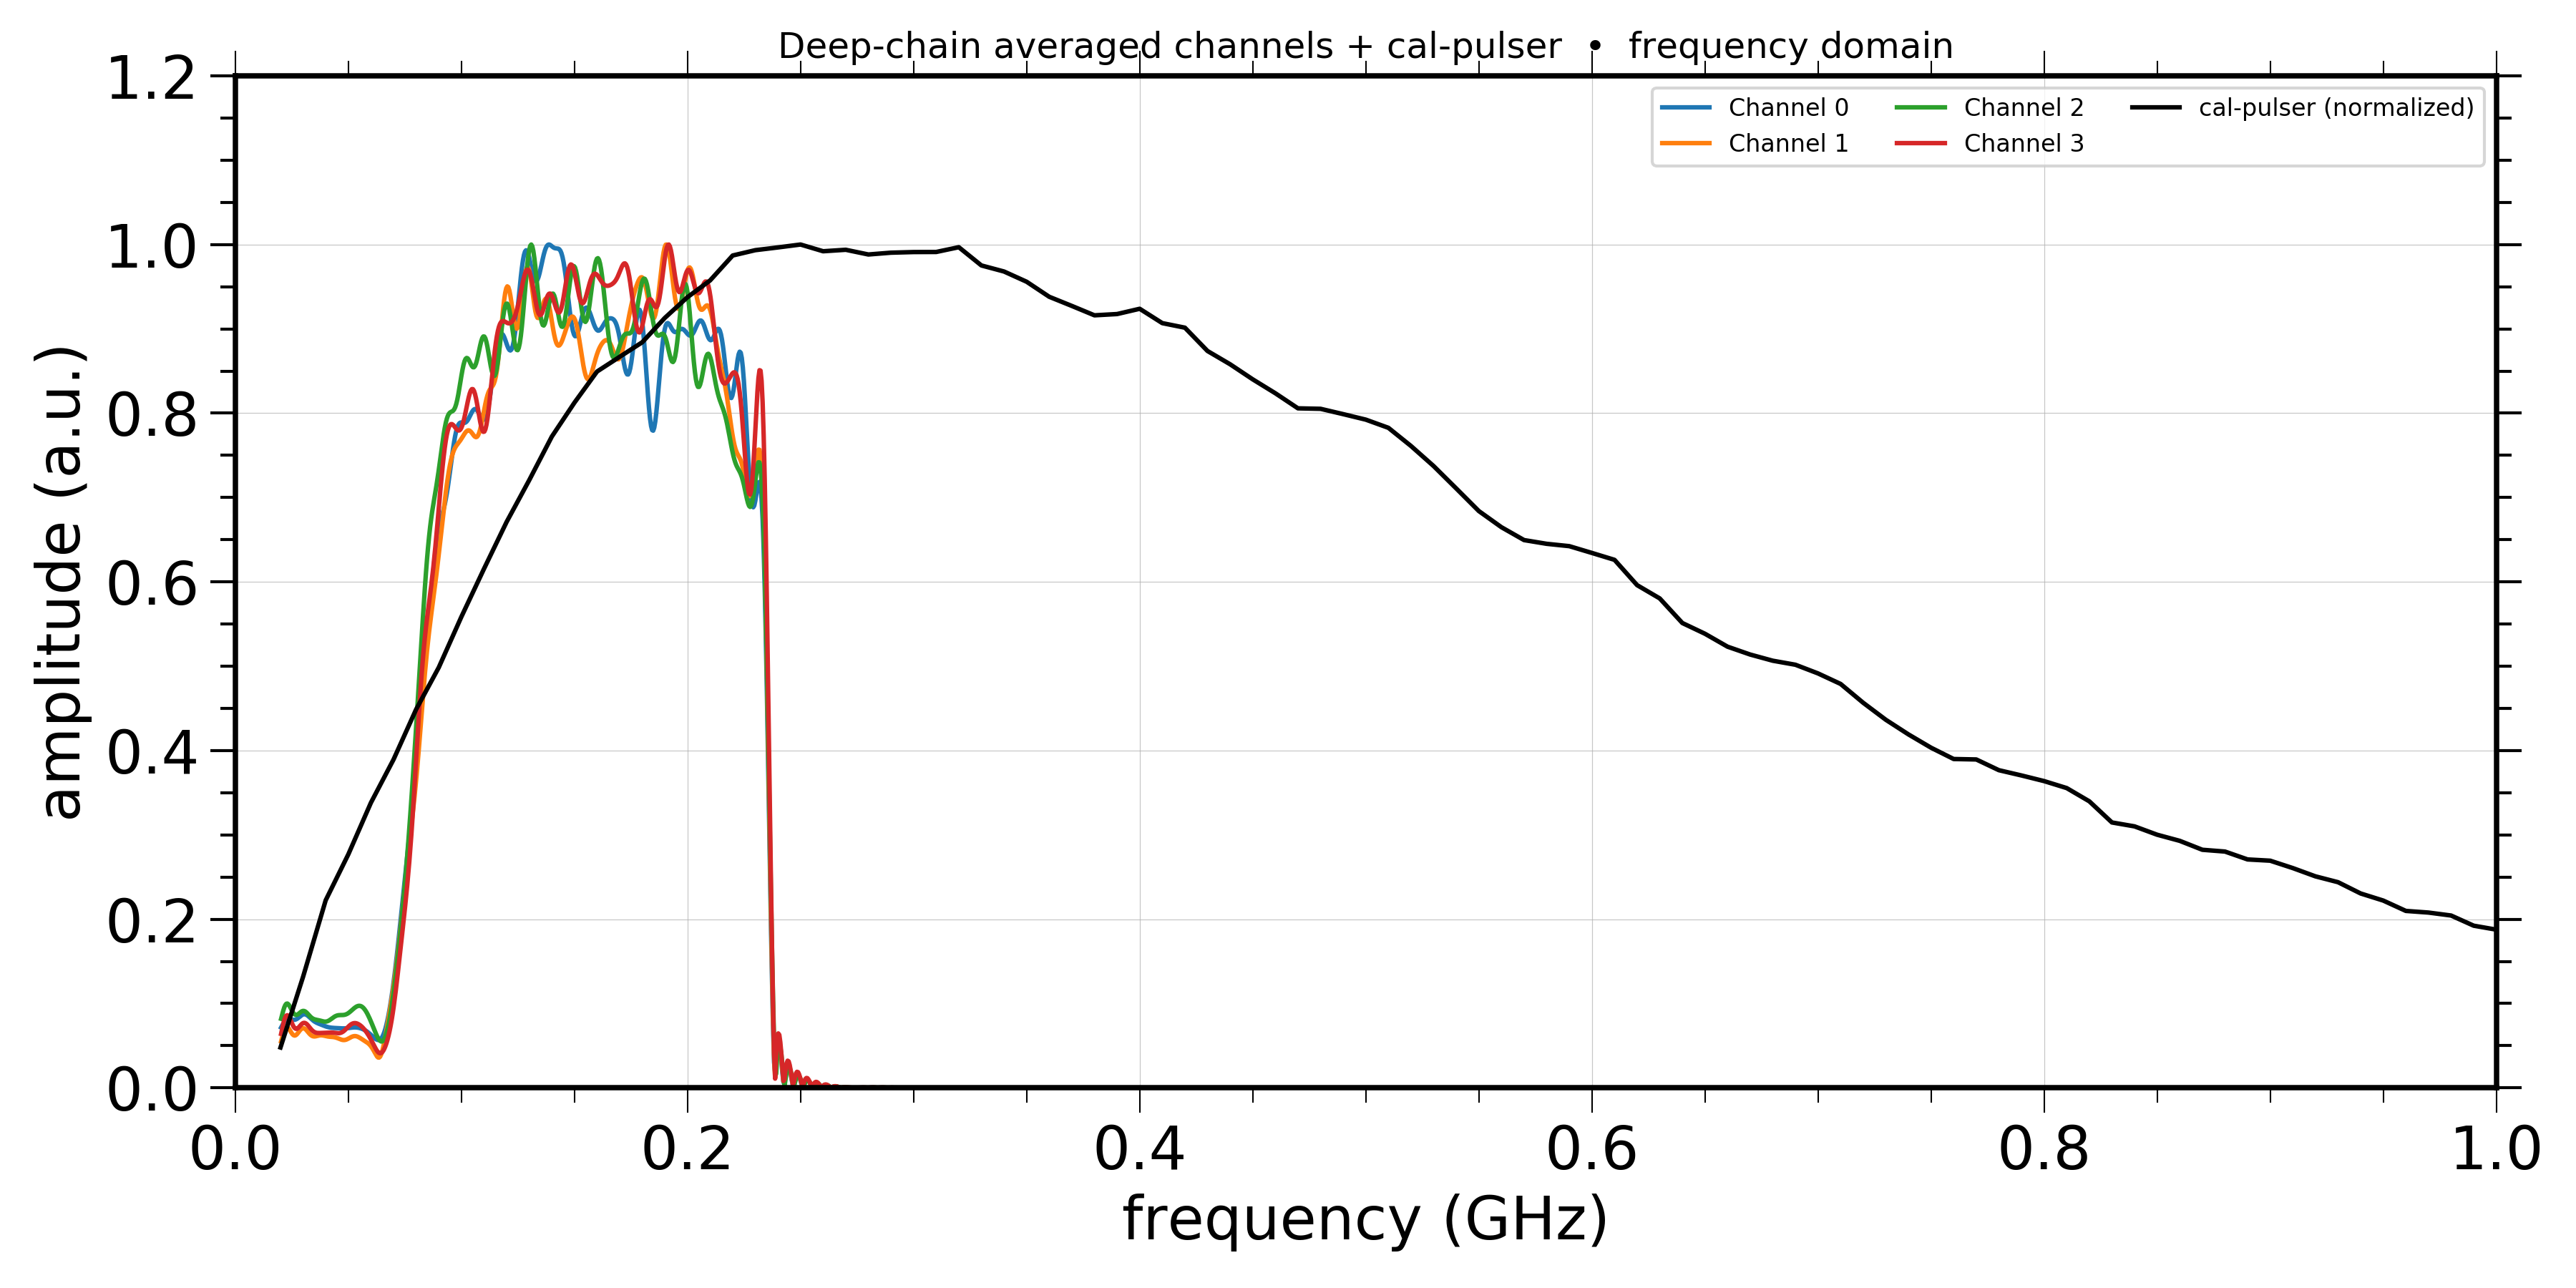 Deep-chain averaged channels + cal-pulser • frequency domain
Channel 0 Channel 2 cal-pulser (normalized)
Channel 1 Channel 3
1.2
1.0
0.8
0.6
0.4
0.2
0.0
amplitude (a.u.)
0.0 0.2 0.4 0.6 0.8 1.0
frequency (GHz)